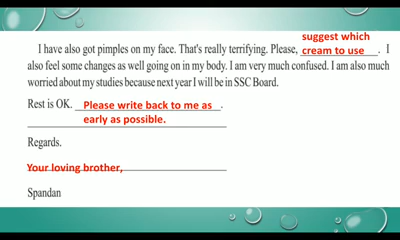 suggest which
I have also got pimples on my face. That's really terrifying. Please, cream to use. I
also feel some changes as well going on in my body. I am very much confused. I am also much
worried about my studies because next year I will be in SSC Board.
Rest is OK. Please write back to me as
early as possible.
Regards.
Your loving brother,
Spandan